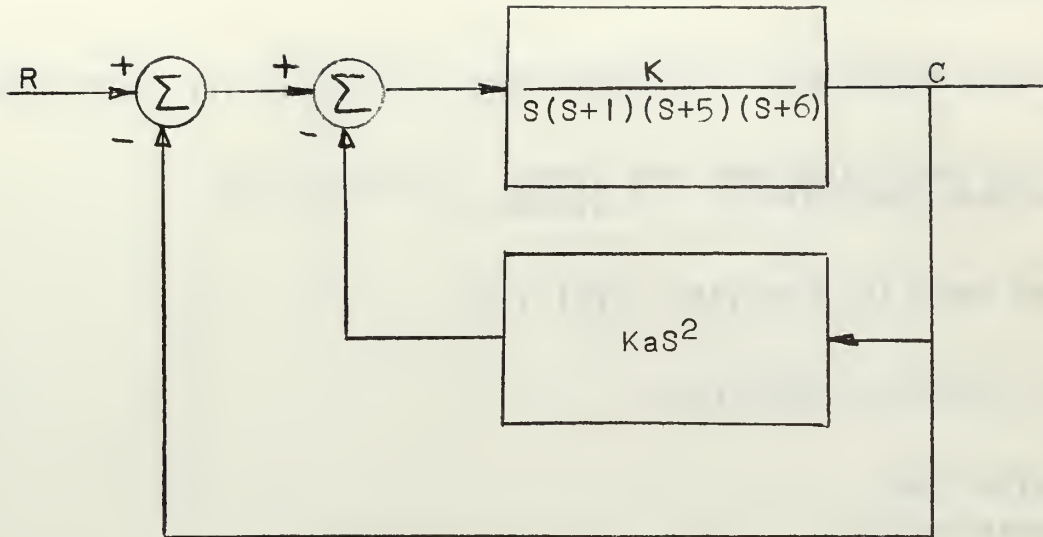 R + Σ + Σ K C
S(S+1)(S+5)(S+6)
- -
KaS²